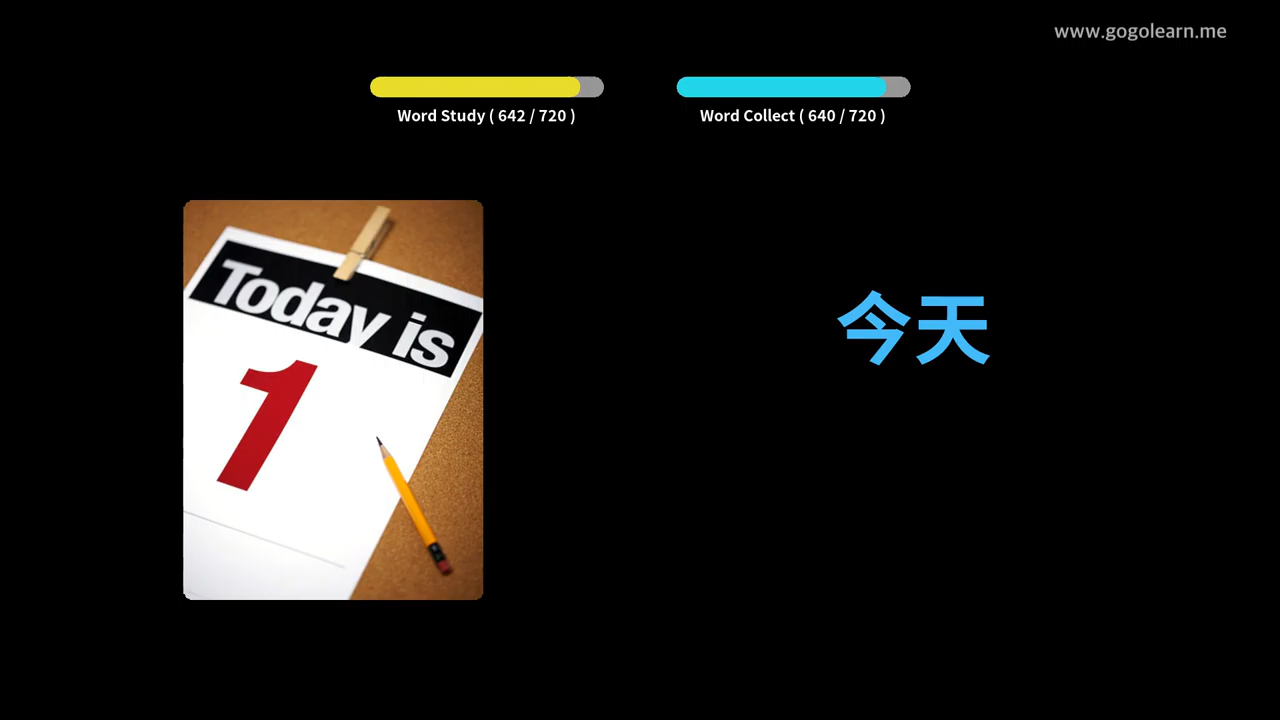 www.gogolearn.me
Word Study ( 642 / 720 )
Word Collect ( 640 / 720 )
Today is
1
今天